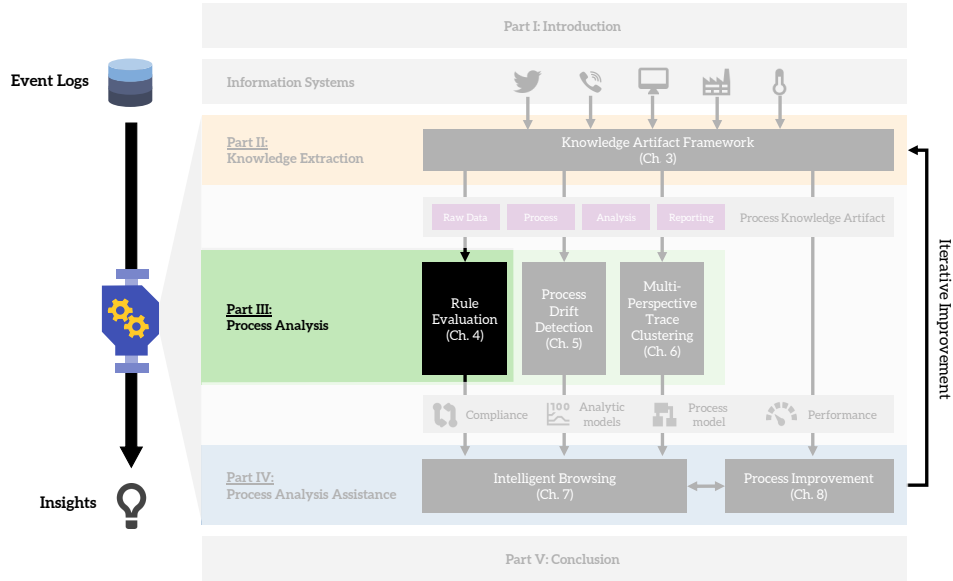 Part I: Introduction
Event Logs
Information Systems
Part II:
Knowledge Extraction
Knowledge Artifact Framework
(Ch. 3)
Raw Data
Process
Analysis
Reporting
Process Knowledge Artifact
Part III:
Process Analysis
Rule
Evaluation
(Ch. 4)
Process
Drift
Detection
(Ch. 5)
Multi-
Perspective
Trace
Clustering
(Ch. 6)
Iterative Improvement
Compliance
100
Analytic
models
Process
model
Performance
Part IV:
Process Analysis Assistance
Intelligent Browsing
(Ch. 7)
Process Improvement
(Ch. 8)
Insights
Part V: Conclusion